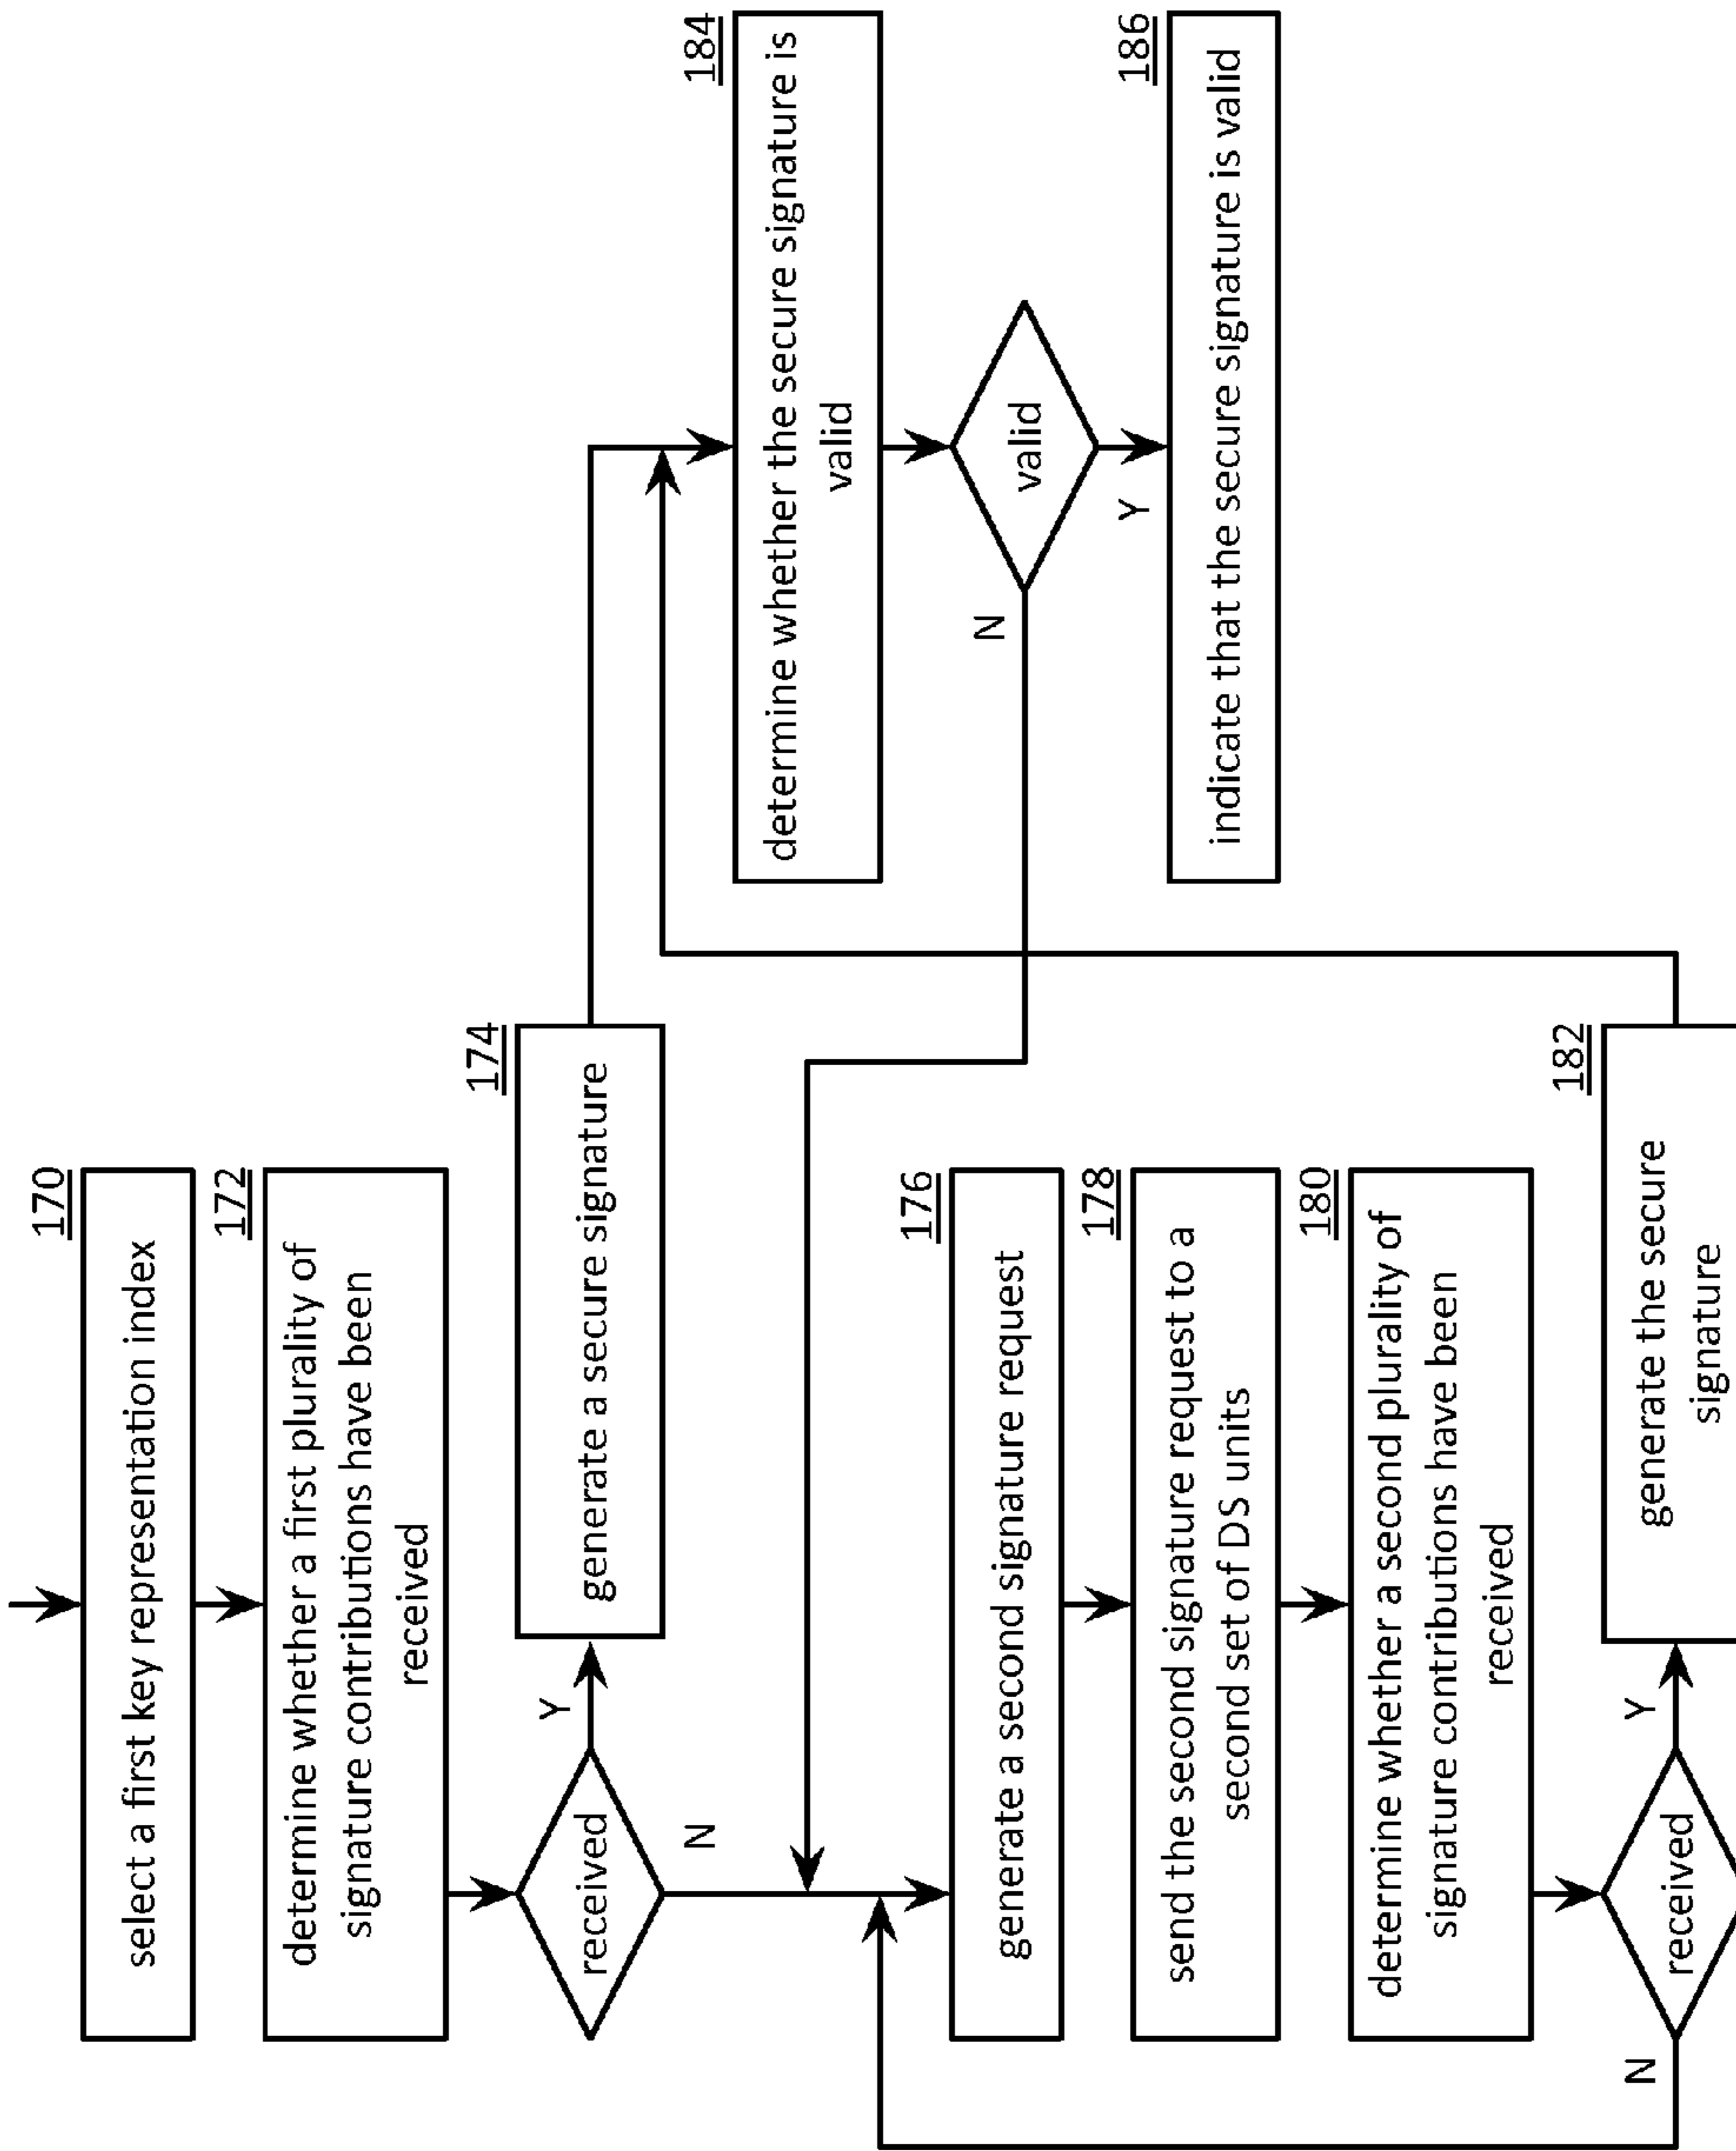 170
select a first key representation index
172
determine whether a first plurality of
signature contributions have been
received
received
Y
N
174
generate a secure signature
176
generate a second signature request
178
send the second signature request to a
second set of DS units
180
determine whether a second plurality of
signature contributions have been
received
received
N
Y
182
generate the secure
signature
184
determine whether the secure signature is
valid
valid
N
Y
186
indicate that the secure signature is valid